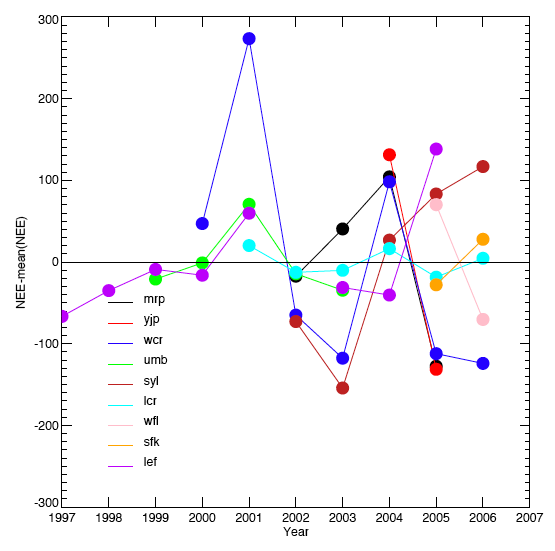 300
200
100
0
-100
-200
-300
NEE-mean(NEE)
mrp
yjp
wcr
umb
syl
lcr
wfl
sfk
lef
1997 1998 1999 2000 2001 2002 2003 2004 2005 2006 2007
Year